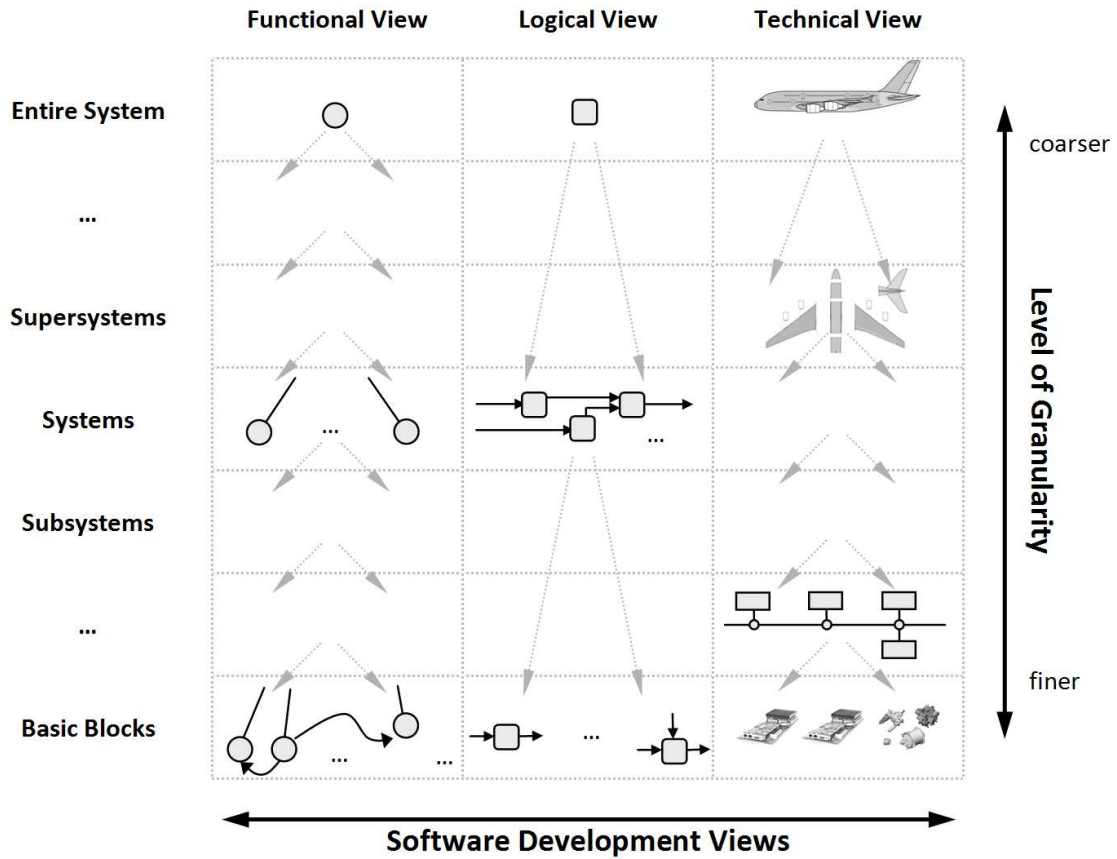 Functional View Logical View Technical View
Entire System
coarser
...
Supersystems
Level of Granularity
Systems
... ...
Subsystems
...
finer
Basic Blocks
... ... ...
Software Development Views